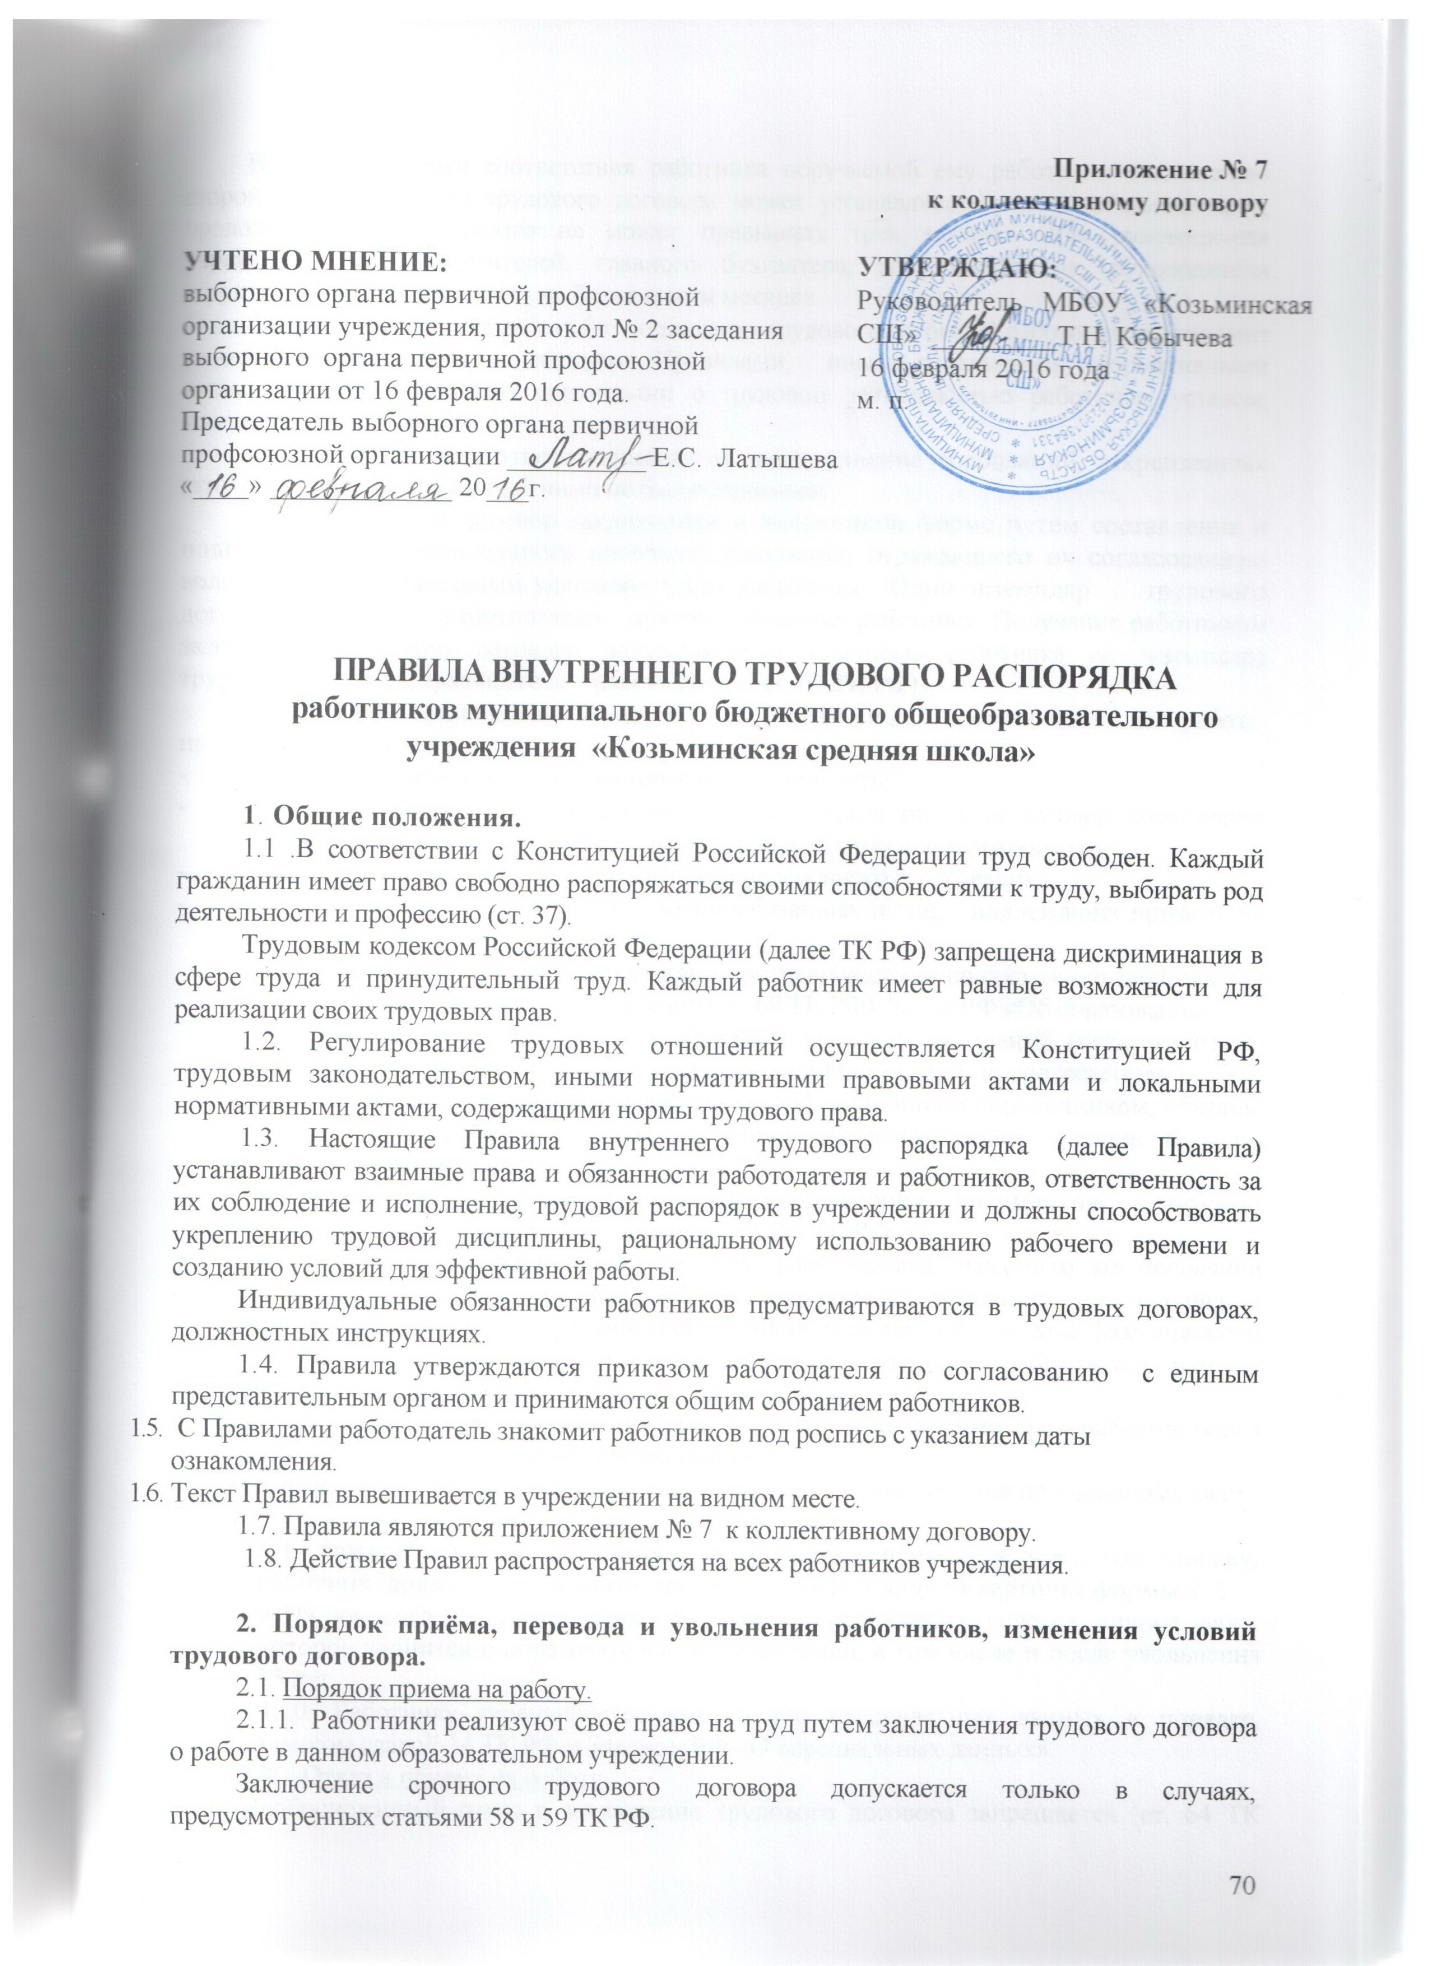 Приложение № 7
к коллективному договору
УЧТЕНО МНЕНИЕ:
выборного органа первичной профсоюзной
организации учреждения, протокол № 2 заседания
выборного органа первичной профсоюзной
организации от 16 февраля 2016 года.
Председатель выборного органа первичной
профсоюзной организации Латы Е.С. Латышева
«16» февраля 2016г.
УТВЕРЖДАЮ:
Руководитель МБОУ «Козьминская
СШ» Т.Н. Кобычева
16 февраля 2016 года
м. п.
МБОУ
«КОЗЬМИНСКАЯ
СШ»
ПРАВИЛА ВНУТРЕННЕГО ТРУДОВОГО РАСПОРЯДКА
работников муниципального бюджетного общеобразовательного
учреждения «Козьминская средняя школа»
1. Общие положения.
1.1 .В соответствии с Конституцией Российской Федерации труд свободен. Каждый
гражданин имеет право свободно распоряжаться своими способностями к труду, выбирать род
деятельности и профессию (ст. 37).
Трудовым кодексом Российской Федерации (далее ТК РФ) запрещена дискриминация в
сфере труда и принудительный труд. Каждый работник имеет равные возможности для
реализации своих трудовых прав.
1.2. Регулирование трудовых отношений осуществляется Конституцией РФ,
трудовым законодательством, иными нормативными правовыми актами и локальными
нормативными актами, содержащими нормы трудового права.
1.3. Настоящие Правила внутреннего трудового распорядка (далее Правила)
устанавливают взаимные права и обязанности работодателя и работников, ответственность за
их соблюдение и исполнение, трудовой распорядок в учреждении и должны способствовать
укреплению трудовой дисциплины, рациональному использованию рабочего времени и
созданию условий для эффективной работы.
Индивидуальные обязанности работников предусматриваются в трудовых договорах,
должностных инструкциях.
1.4. Правила утверждаются приказом работодателя по согласованию с единым
представительным органом и принимаются общим собранием работников.
1.5. С Правилами работодатель знакомит работников под роспись с указанием даты
ознакомления.
1.6. Текст Правил вывешивается в учреждении на видном месте.
1.7. Правила являются приложением № 7 к коллективному договору.
1.8. Действие Правил распространяется на всех работников учреждения.
2. Порядок приёма, перевода и увольнения работников, изменения условий
трудового договора.
2.1. Порядок приема на работу.
2.1.1. Работники реализуют своё право на труд путем заключения трудового договора
о работе в данном образовательном учреждении.
Заключение срочного трудового договора допускается только в случаях,
предусмотренных статьями 58 и 59 ТК РФ.
70